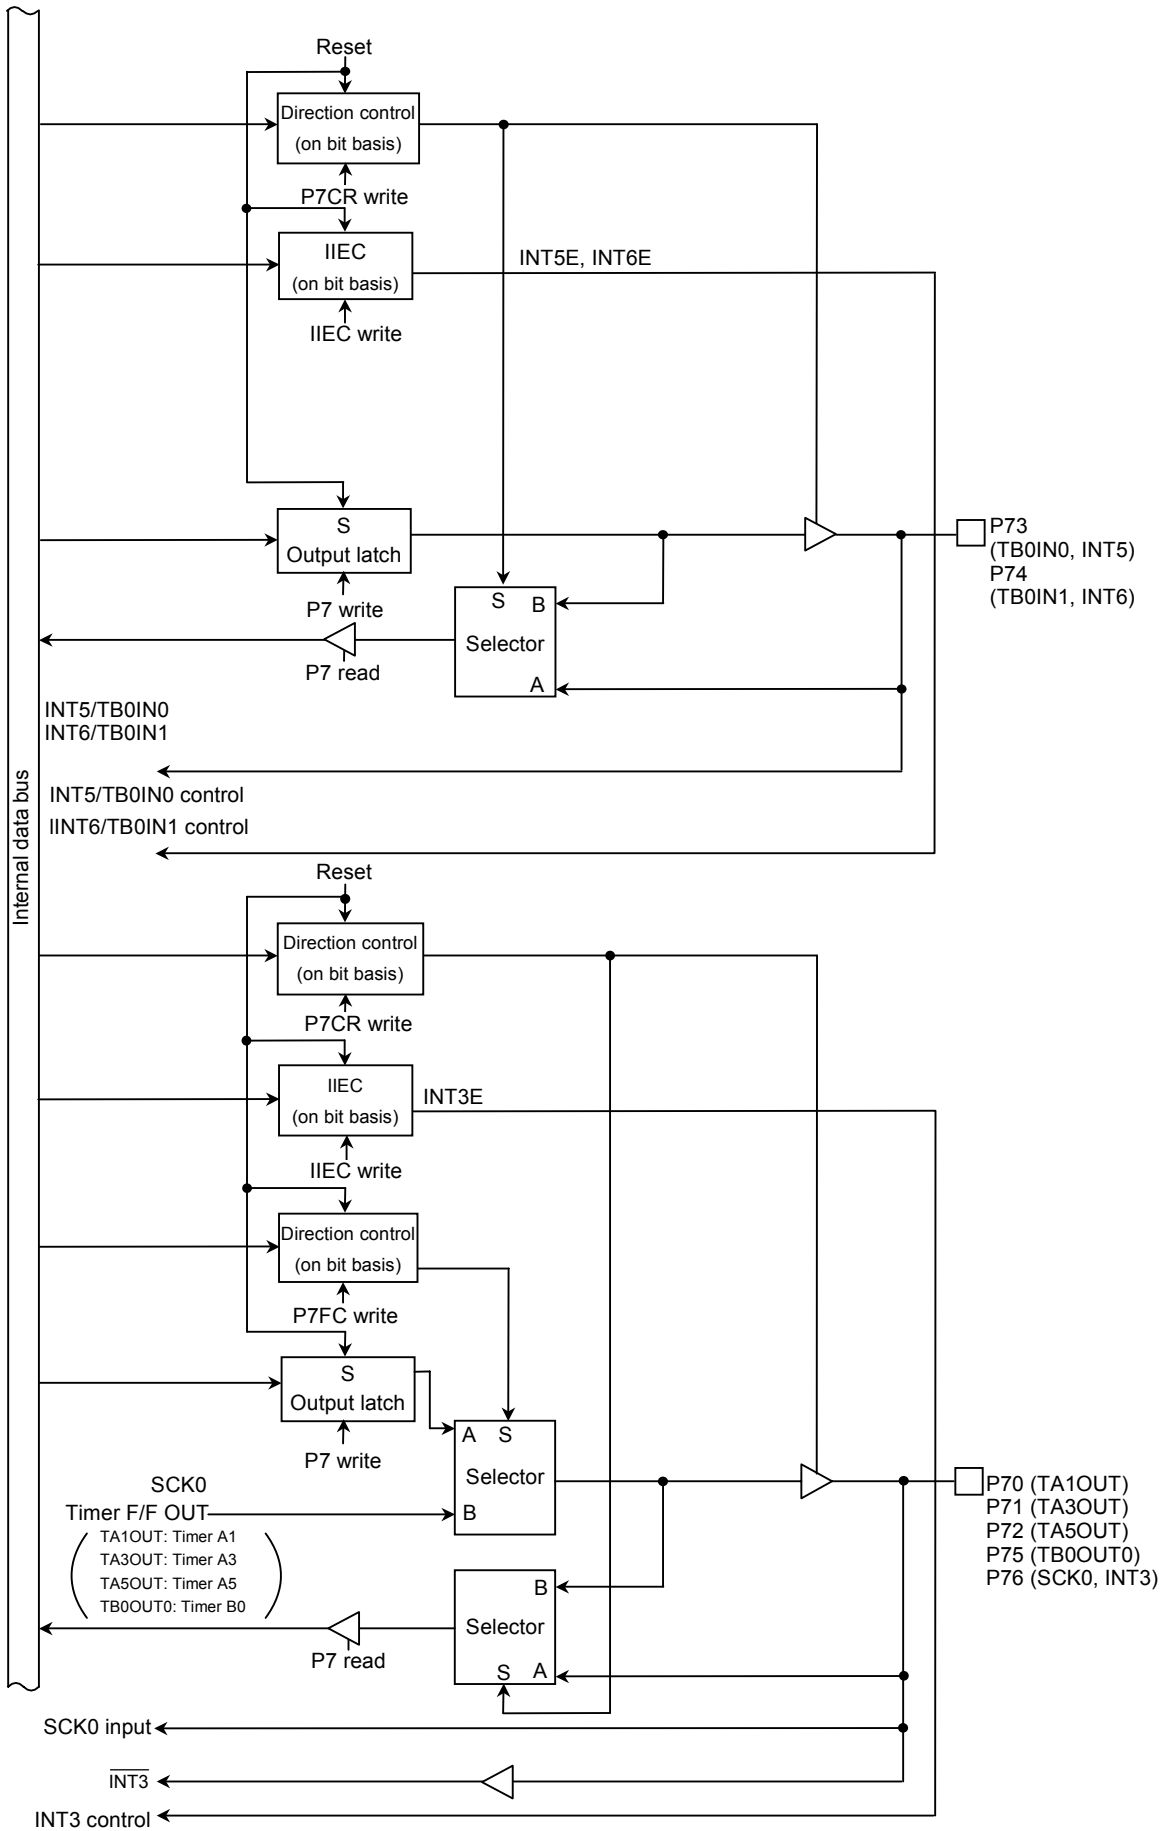 Reset
Direction control
(on bit basis)
P7CR write
IIEC
(on bit basis)
INT5E, INT6E
IIEC write
S
Output latch
P7 write
S
B
Selector
A
P7 read
P73
(TB0IN0, INT5)
P74
(TB0IN1, INT6)
INT5/TB0IN0
INT6/TB0IN1
INT5/TB0IN0 control
IINT6/TB0IN1 control
Internal data bus
Reset
Direction control
(on bit basis)
P7CR write
IIEC
(on bit basis)
INT3E
IIEC write
Direction control
(on bit basis)
P7FC write
S
Output latch
P7 write
A S
Selector
B
SCK0
Timer F/F OUT
TA1OUT: Timer A1
TA3OUT: Timer A3
TA5OUT: Timer A5
TB0OUT0: Timer B0
P70 (TA1OUT)
P71 (TA3OUT)
P72 (TA5OUT)
P75 (TB0OUT0)
P76 (SCK0, INT3)
B
Selector
S A
P7 read
SCK0 input
INT3
INT3 control